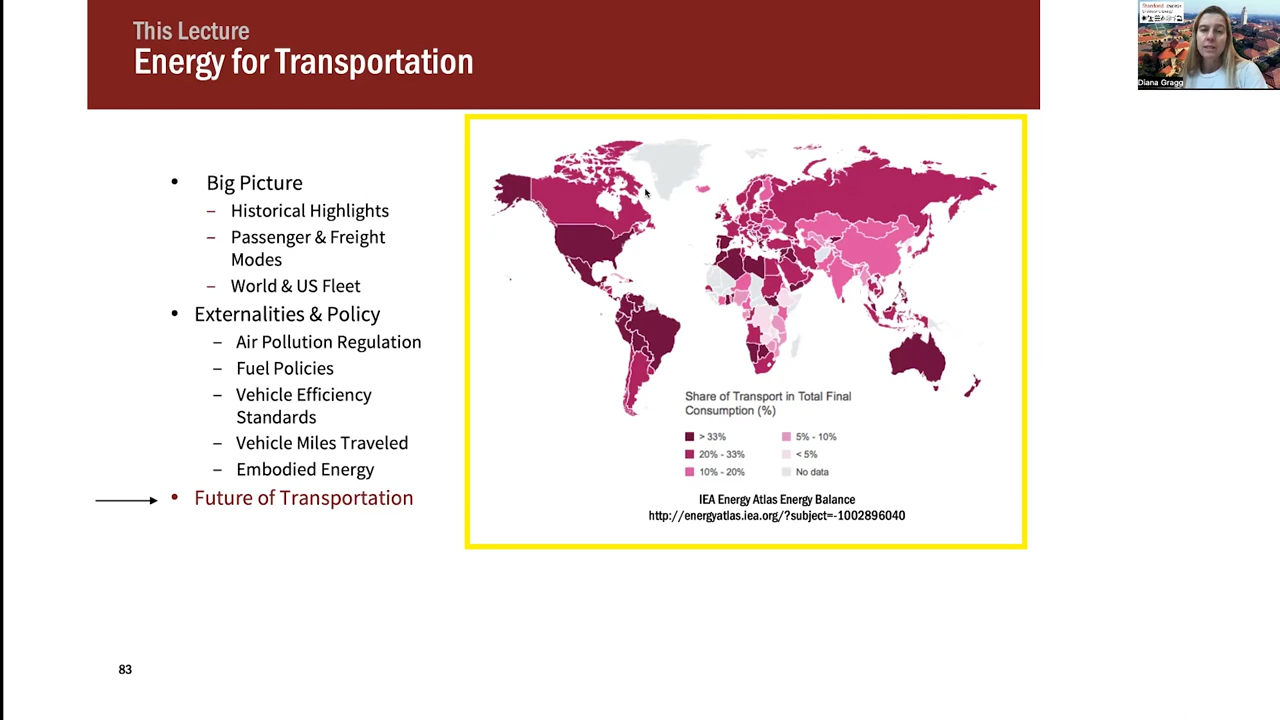 This Lecture
Energy for Transportation
• Big Picture
– Historical Highlights
– Passenger & Freight
Modes
– World & US Fleet
• Externalities & Policy
– Air Pollution Regulation
– Fuel Policies
– Vehicle Efficiency
Standards
– Vehicle Miles Traveled
– Embodied Energy
• Future of Transportation
Share of Transport in Total Final
Consumption (%)
> 33%
20% - 33%
10% - 20%
5% - 10%
< 5%
No data
IEA Energy Atlas Energy Balance
http://energyatlas.iea.org/?subject=-1002896040
83
Stanford ENERGY
Diana Gragg